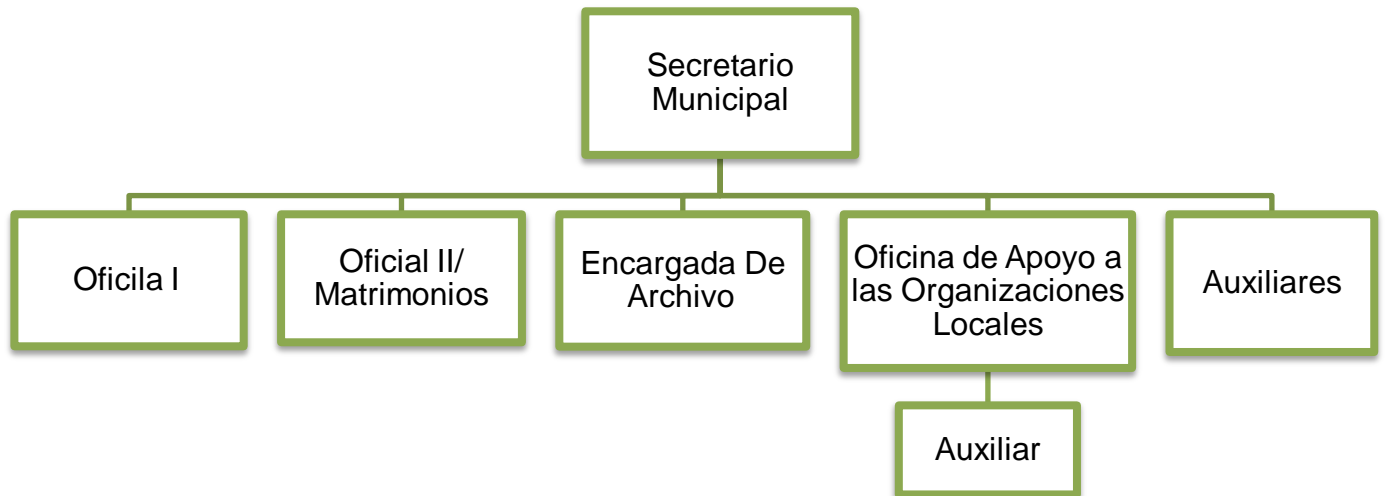 Secretario
Municipal
Oficila I
Oficial II/
Matrimonios
Encargada De
Archivo
Oficina de Apoyo a
las Organizaciones
Locales
Auxiliares
Auxiliar